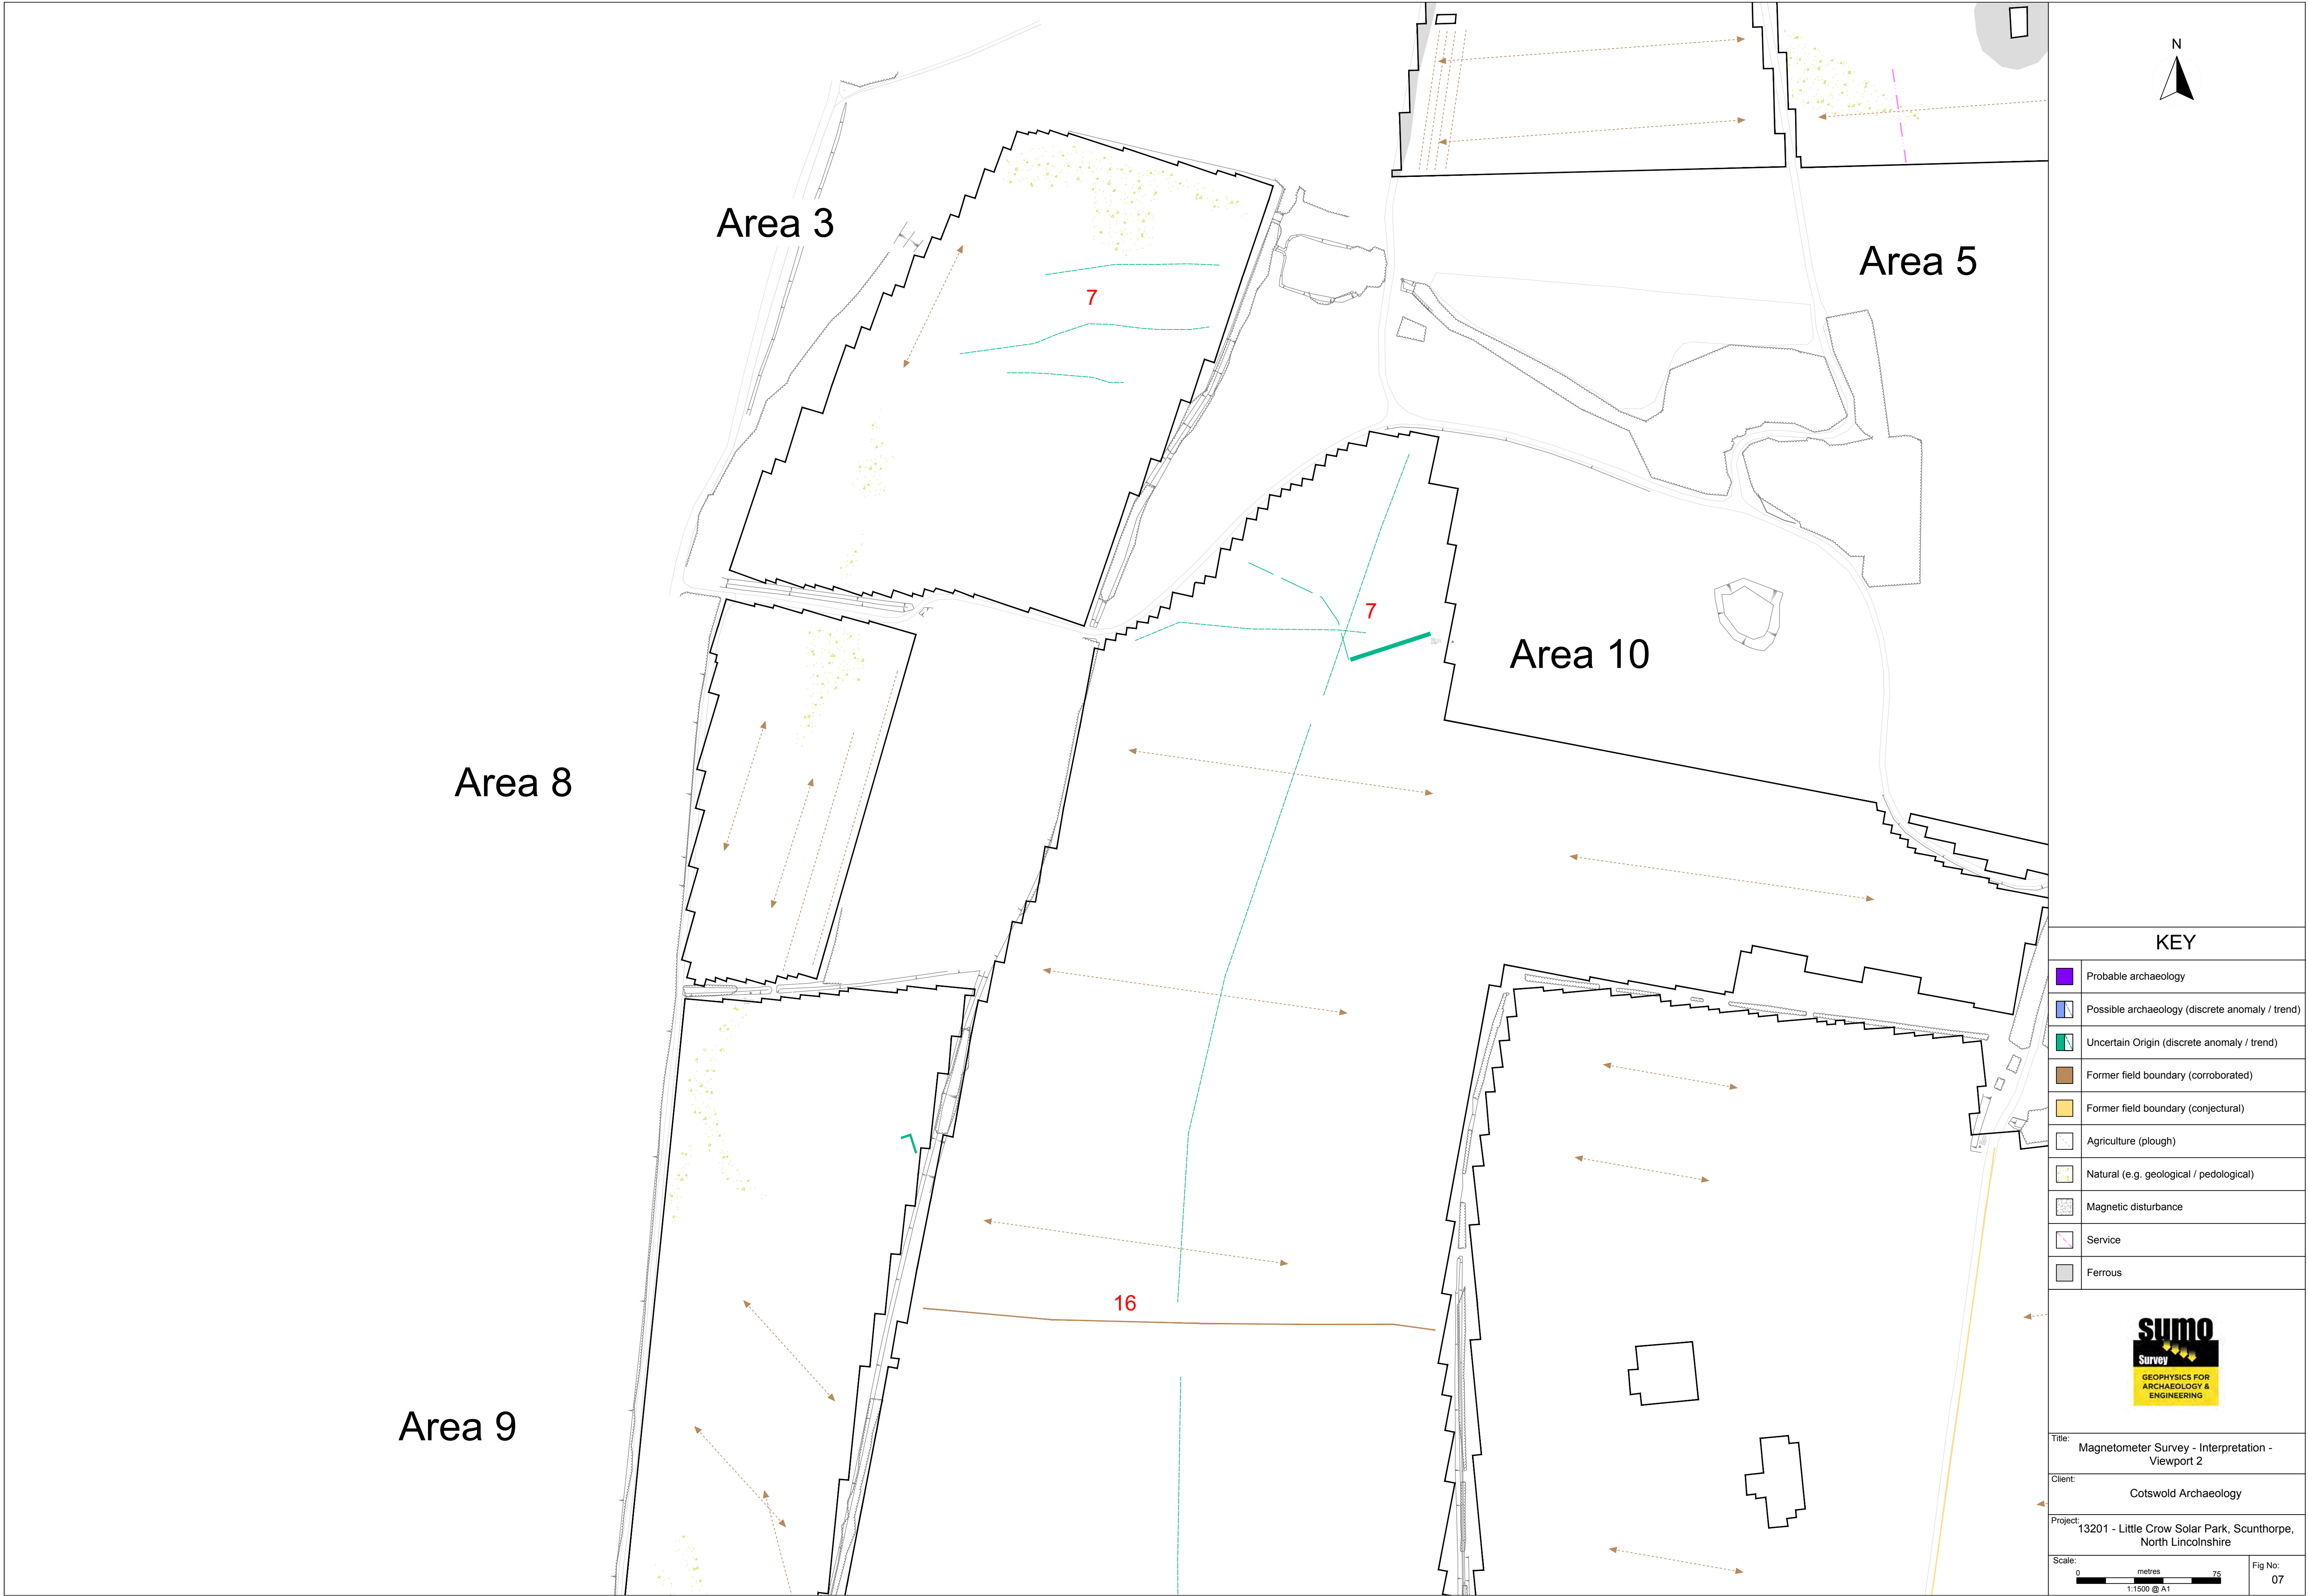 N
Area 3
Area 5
7
7
Area 10
Area 8
16
Area 9
KEY
Probable archaeology
Possible archaeology (discrete anomaly / trend)
Uncertain Origin (discrete anomaly / trend)
Former field boundary (corroborated)
Former field boundary (conjectural)
Agriculture (plough)
Natural (e.g. geological / pedological)
Magnetic disturbance
Service
Ferrous
sumo
Survey
GEOPHYSICS FOR
ARCHAEOLOGY &
ENGINEERING
Title:
Magnetometer Survey - Interpretation -
Viewport 2
Client:
Cotswold Archaeology
Project:
13201 - Little Crow Solar Park, Scunthorpe,
North Lincolnshire
Scale:
0 metres 75
1:1500 @ A1
Fig No:
07